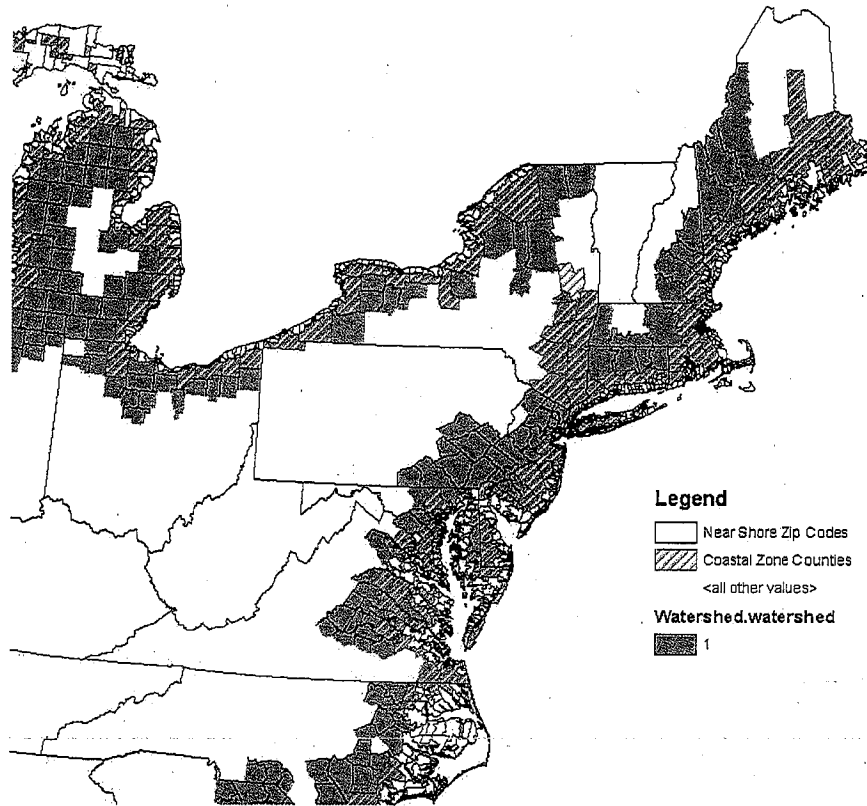 Legend
Near Shore Zip Codes
Coastal Zone Counties
<all other values>
Watershed.watershed
1